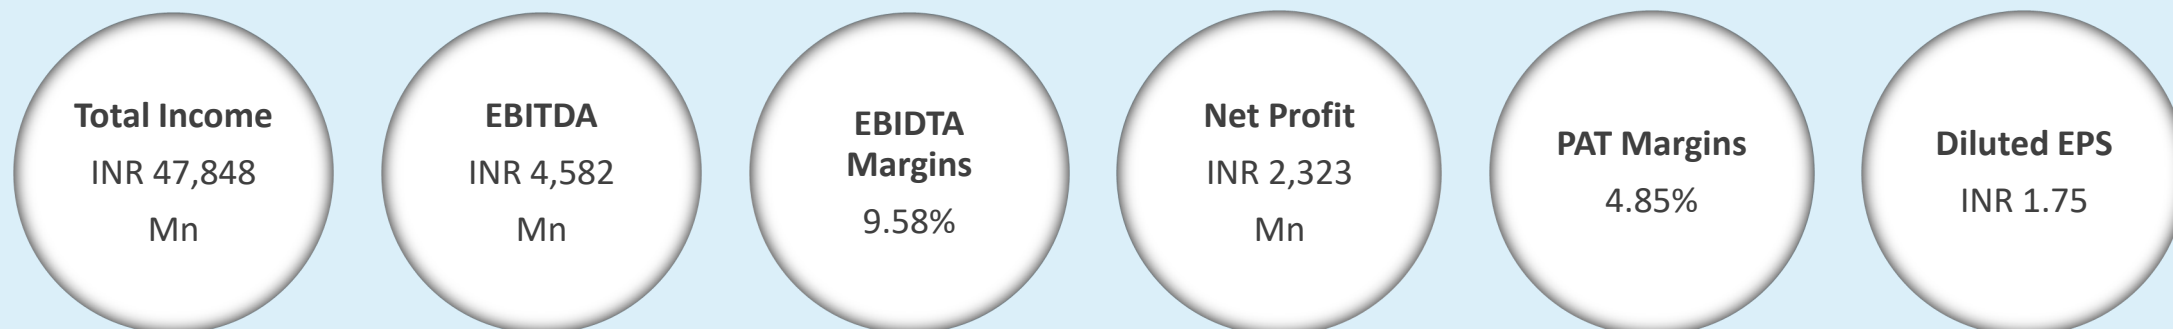 Total Income
INR 47,848
Mn
EBITDA
INR 4,582
Mn
EBIDTA
Margins
9.58%
Net Profit
INR 2,323
Mn
PAT Margins
4.85%
Diluted EPS
INR 1.75